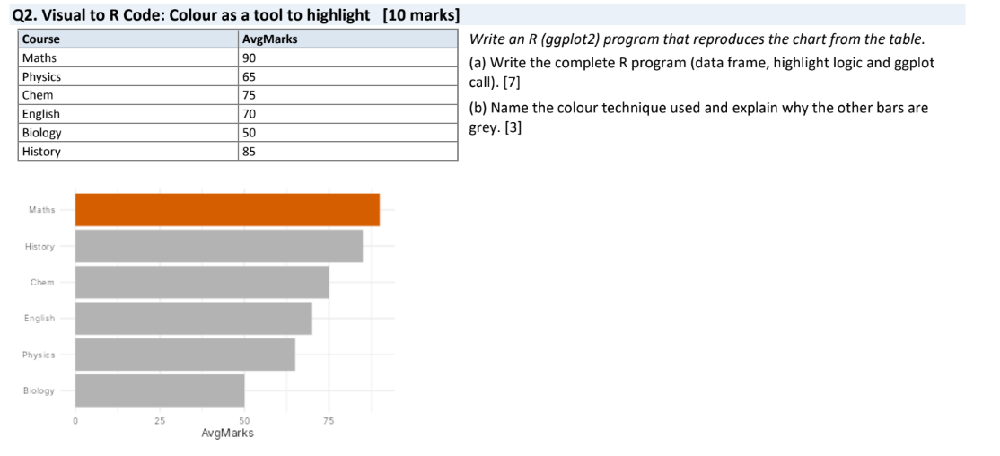 Q2. Visual to R Code: Colour as a tool to highlight [10 marks]
Course AvgMarks
Maths 90
Physics 65
Chem 75
English 70
Biology 50
History 85
Write an R (ggplot2) program that reproduces the chart from the table.
(a) Write the complete R program (data frame, highlight logic and ggplot
call). [7]
(b) Name the colour technique used and explain why the other bars are
grey. [3]
Maths
History
Chem
English
Physics
Biology
0 25 50 75
AvgMarks